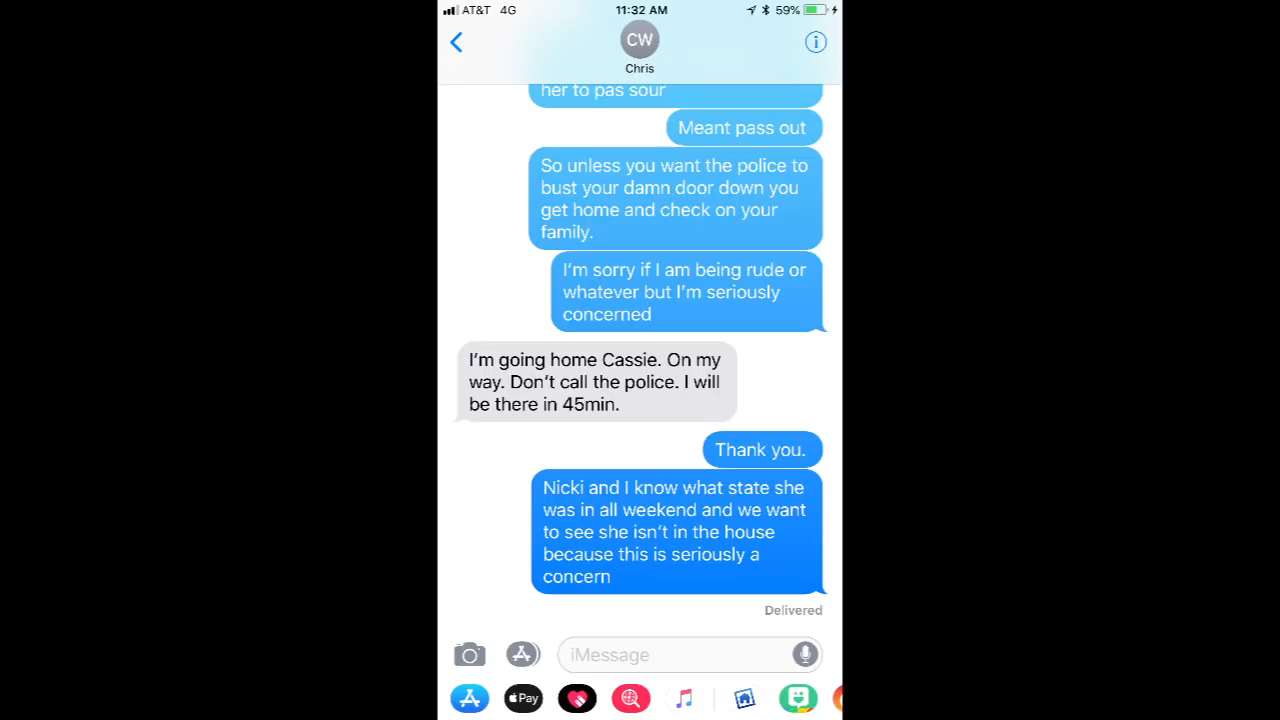 AT&T 4G 11:32 AM 59%
CW
Chris
her to pas sour
Meant pass out
So unless you want the police to
bust your damn door down you
get home and check on your
family.
I'm sorry if I am being rude or
whatever but I'm seriously
concerned
I'm going home Cassie. On my
way. Don't call the police. I will
be there in 45min.
Thank you.
Nicki and I know what state she
was in all weekend and we want
to see she isn't in the house
because this is seriously a
concern
Delivered
iMessage
Pay